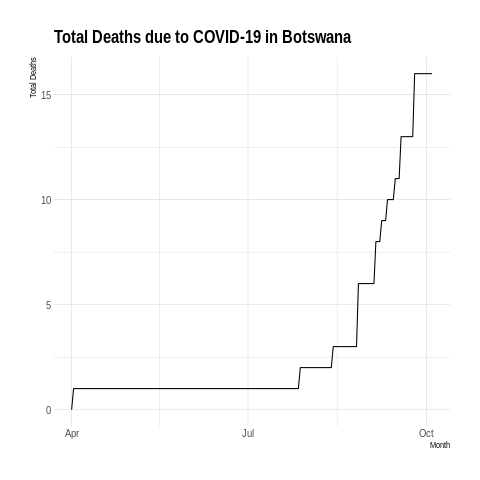 Total Deaths due to COVID-19 in Botswana
Total Deaths
15
10
5
0
Apr Jul Oct
Month